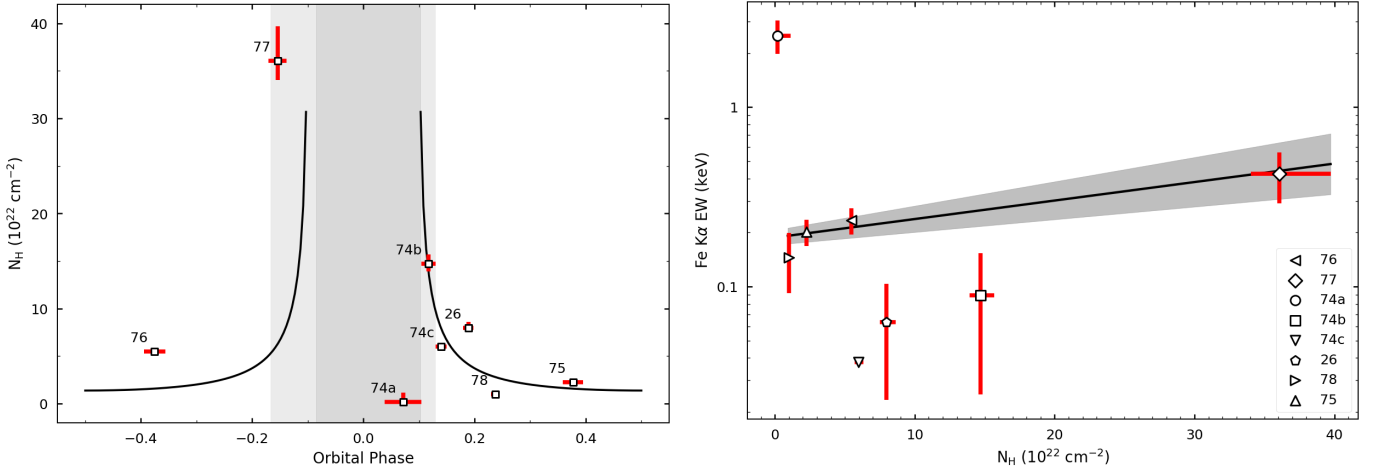 40
30
20
10
0
N_H (10^22 cm^−2)
77
76
74b
26
74c
74a
78
75
−0.4 −0.2 0.0 0.2 0.4
Orbital Phase
1
0.1
Fe Kα EW (keV)
76
77
74a
74b
74c
26
78
75
0 10 20 30 40
N_H (10^22 cm^−2)